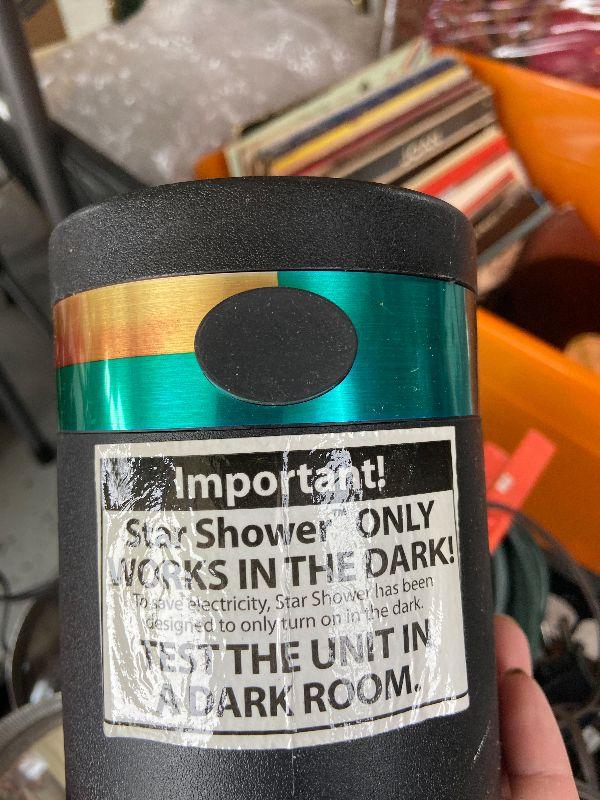 Important!
Star Shower™ ONLY
WORKS IN THE DARK!
To save electricity, Star Shower has been
designed to only turn on in the dark.
TEST THE UNIT IN
A DARK ROOM.